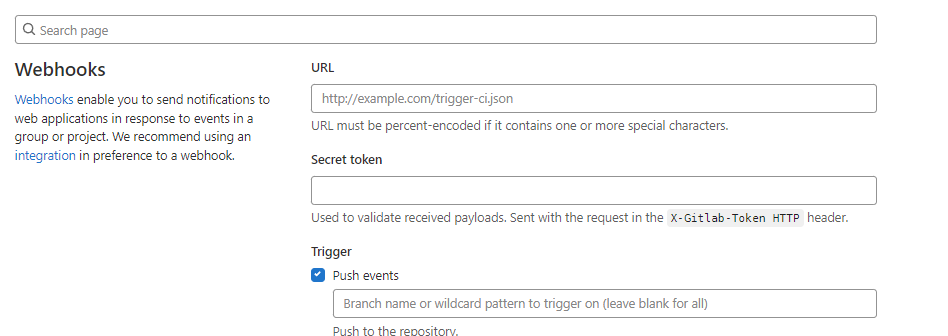 Search page
Webhooks
Webhooks enable you to send notifications to
web applications in response to events in a
group or project. We recommend using an
integration in preference to a webhook.
URL
http://example.com/trigger-ci.json
URL must be percent-encoded if it contains one or more special characters.
Secret token
Used to validate received payloads. Sent with the request in the X-Gitlab-Token HTTP header.
Trigger
Push events
Branch name or wildcard pattern to trigger on (leave blank for all)
Push to the repository.